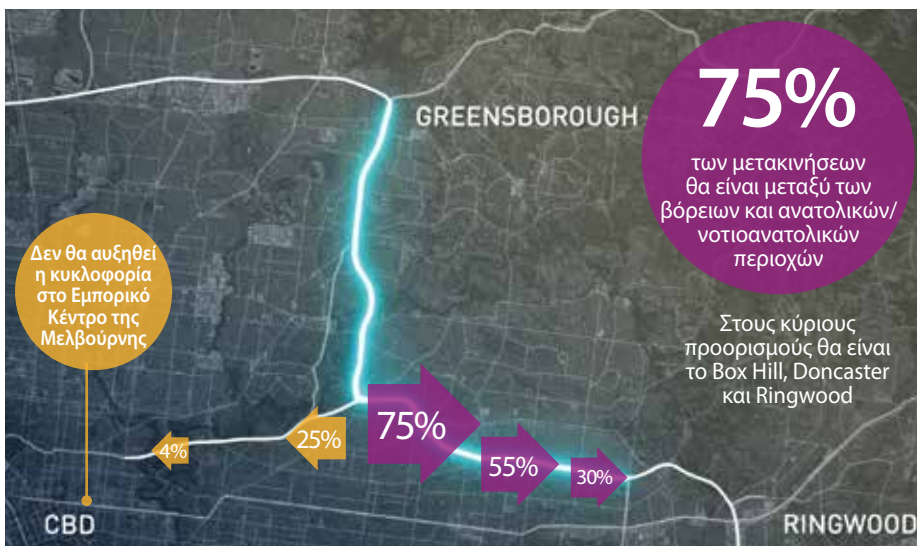 GREENSBOROUGH
75%
των μετακινήσεων
θα είναι μεταξύ των
βόρειων και ανατολικών/
νοτιοανατολικών
περιοχών
Δεν θα αυξηθεί
η κυκλοφορία
στο Εμπορικό
Κέντρο της
Μελβούρνης
Στους κύριους
προορισμούς θα είναι
το Box Hill, Doncaster
και Ringwood
4%
25%
75%
55%
30%
CBD
RINGWOOD